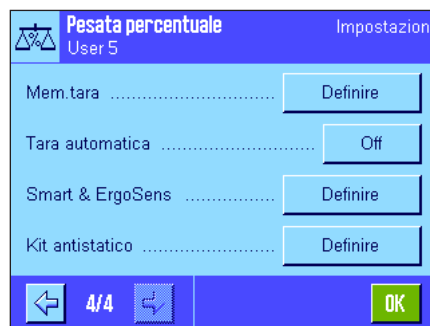 Pesata percentuale Impostazion
User 5
Mem.tara ............................ Definire
Tara automatica .......................... Off
Smart & ErgoSens ................ Definire
Kit antistatico ....................... Definire
4/4 OK